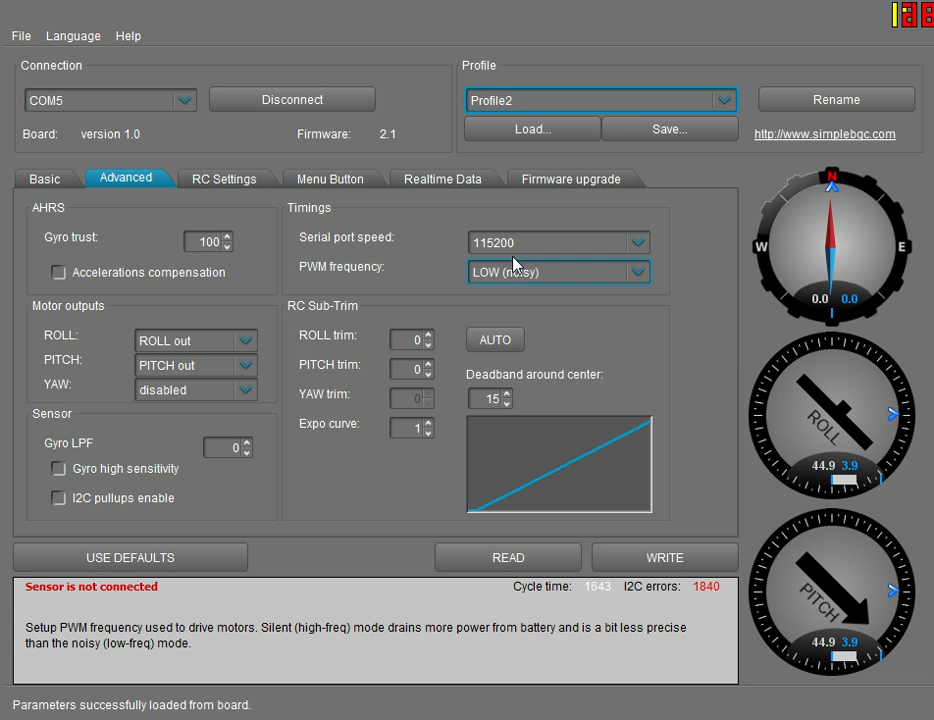 File Language Help
Connection
COM5
Disconnect
Board: version 1.0 Firmware: 2.1
Profile
Profile2
Rename
Load... Save... http://www.simplebgc.com
Basic Advanced RC Settings Menu Button Realtime Data Firmware upgrade
AHRS
Gyro trust: 100
Accelerations compensation
Timings
Serial port speed: 115200
PWM frequency: LOW (noisy)
Motor outputs
ROLL: ROLL out
PITCH: PITCH out
YAW: disabled
RC Sub-Trim
ROLL trim: 0 AUTO
PITCH trim: 0 Deadband around center:
YAW trim: 0 15
Expo curve: 1
Sensor
Gyro LPF 0
Gyro high sensitivity
I2C pullups enable
N
W E
0.0 0.0
ROLL
44.9 3.9
PITCH
44.9 3.9
USE DEFAULTS READ WRITE
Sensor is not connected Cycle time: 1643 I2C errors: 1840
Setup PWM frequency used to drive motors. Silent (high-freq) mode drains more power from battery and is a bit less precise
than the noisy (low-freq) mode.
Parameters successfully loaded from board.